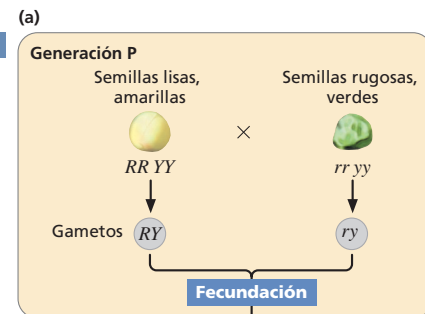 (a)
Generación P
Semillas lisas, amarillas
Semillas rugosas, verdes
×
RR YY
rr yy
Gametos
RY
ry
Fecundación